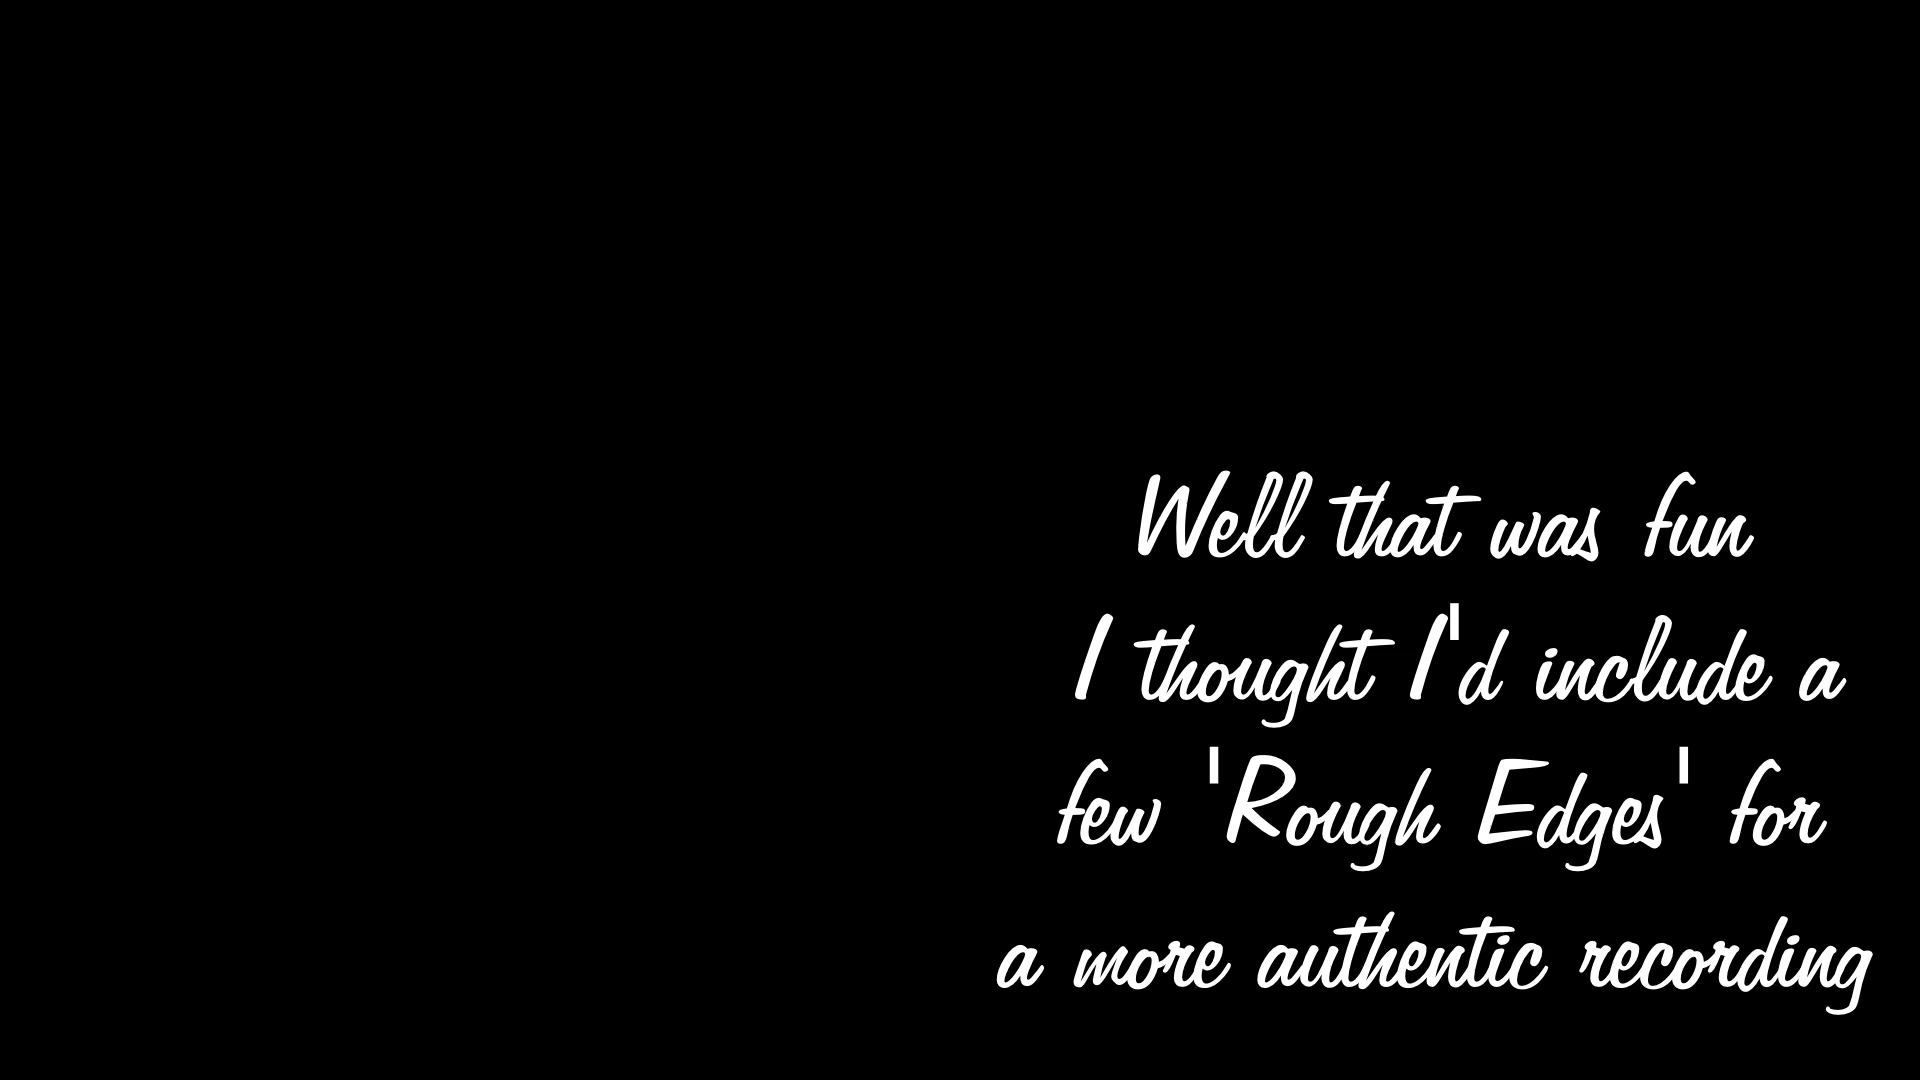 Well that was fun
I thought I'd include a
few 'Rough Edges' for
a more authentic recording